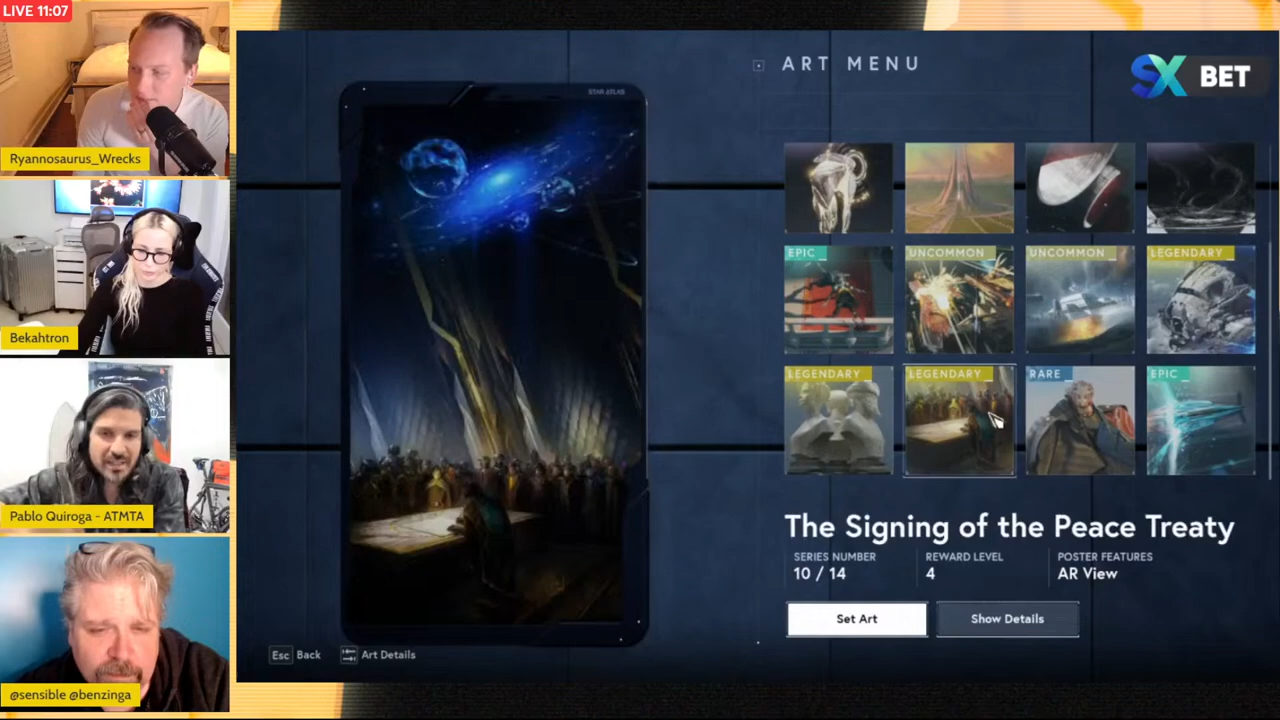 LIVE 11:07
Ryannosaurus_Wrecks
Bekahtron
Pablo Quiroga - ATMTA
@sensible @benzinga
STAR ATLAS
ART MENU
SX BET
EPIC
UNCOMMON
UNCOMMON
LEGENDARY
LEGENDARY
LEGENDARY
RARE
EPIC
The Signing of the Peace Treaty
SERIES NUMBER
10 / 14
REWARD LEVEL
4
POSTER FEATURES
AR View
Set Art
Show Details
Esc Back
Art Details